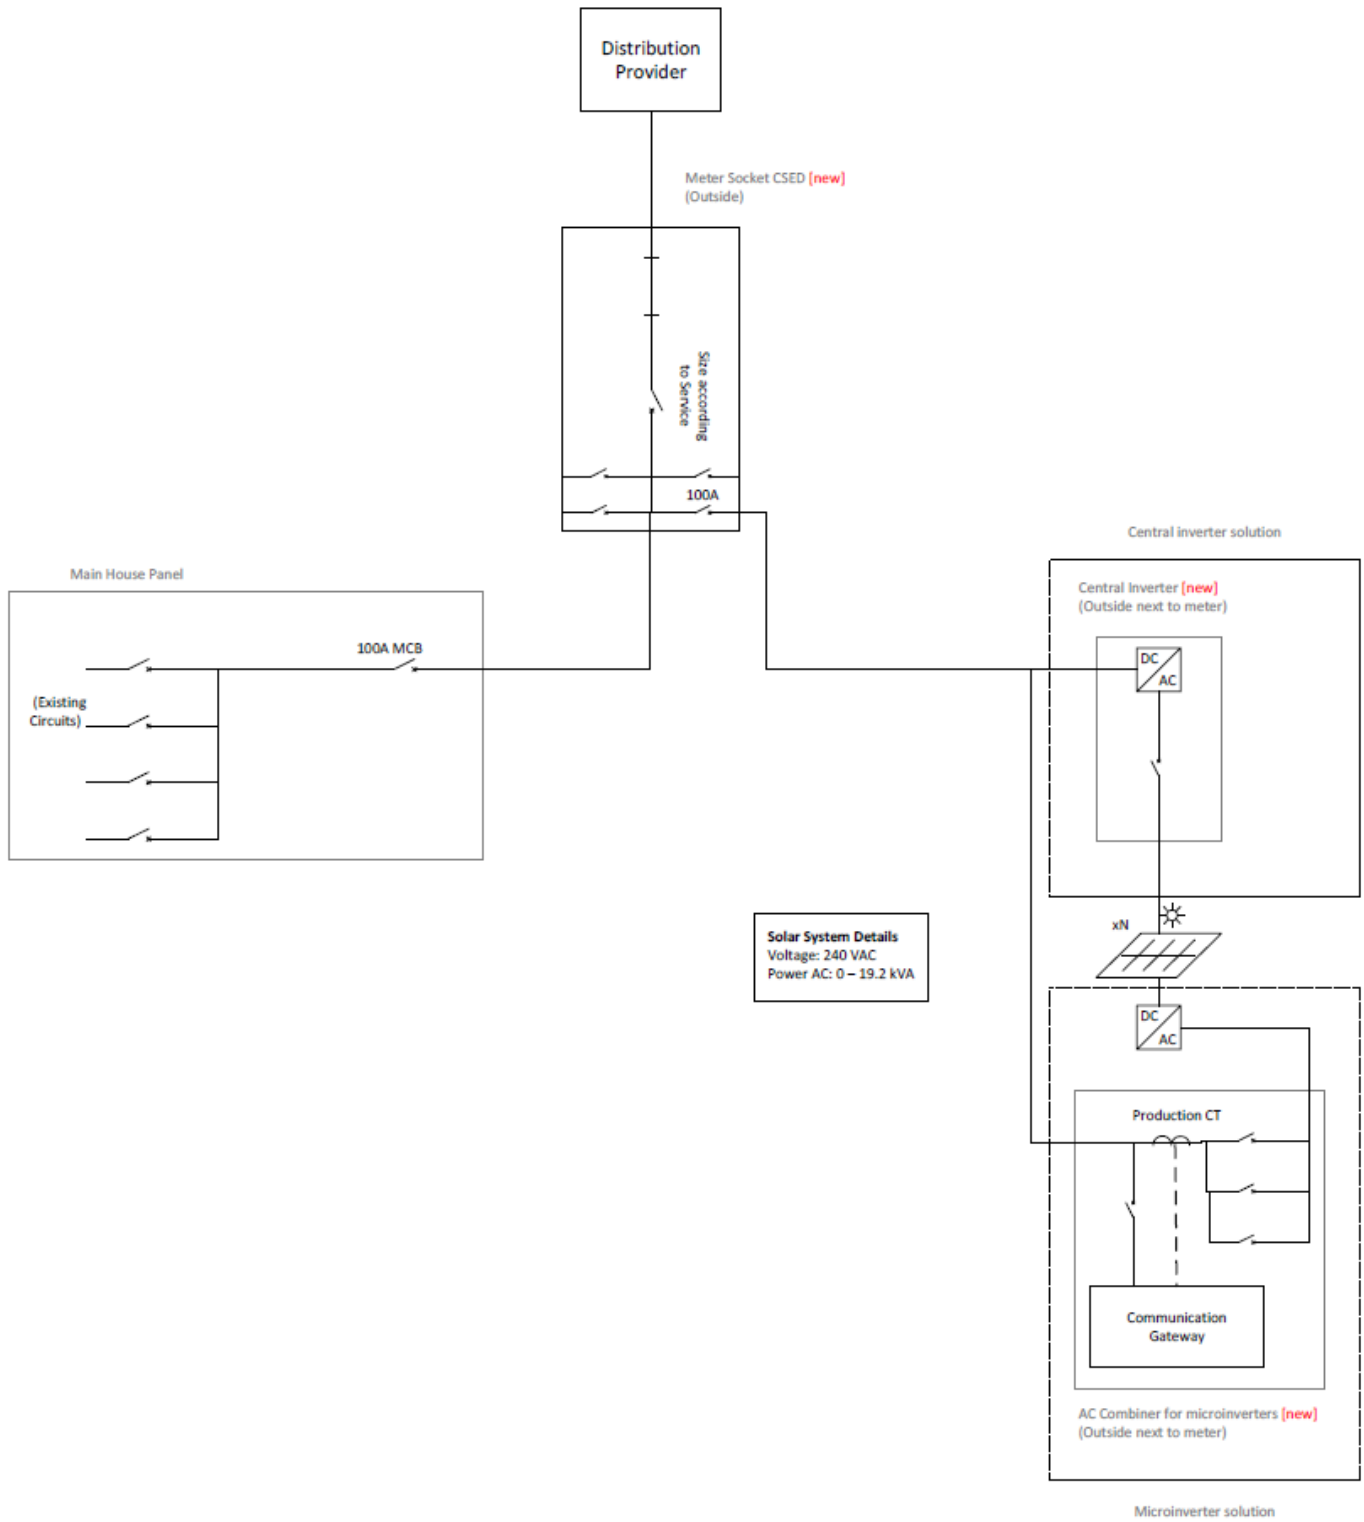 Distribution
Provider
Meter Socket CSED [new]
(Outside)
Size according
to Service
100A
Central inverter solution
Main House Panel
Central Inverter [new]
(Outside next to meter)
100A MCB
DC
AC
(Existing
Circuits)
xN
Solar System Details
Voltage: 240 VAC
Power AC: 0 – 19.2 kVA
DC
AC
Production CT
Communication
Gateway
AC Combiner for microinverters [new]
(Outside next to meter)
Microinverter solution